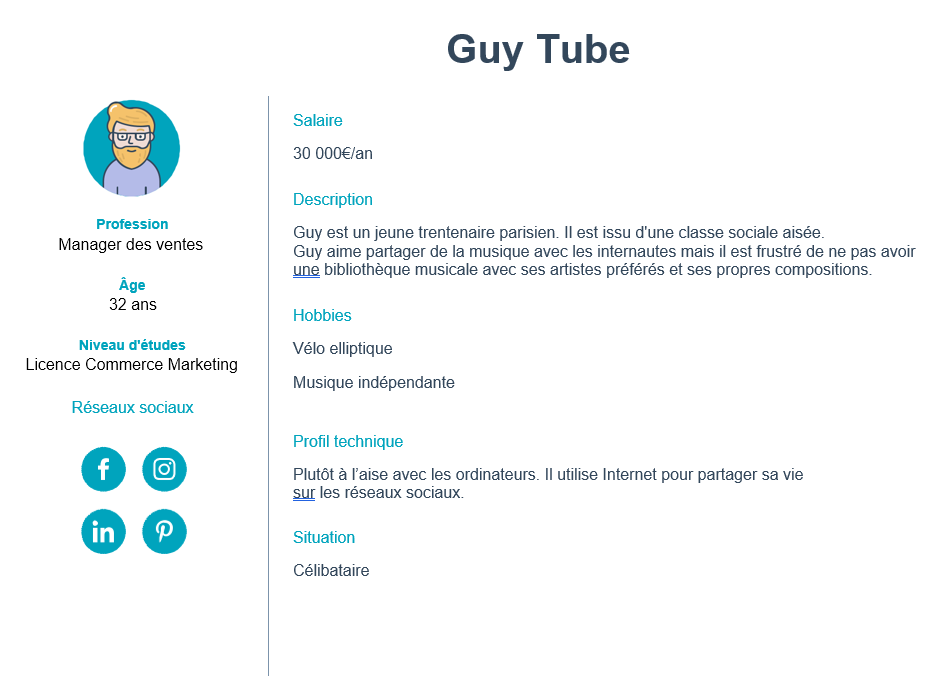 Guy Tube
Profession
Manager des ventes
Âge
32 ans
Niveau d'études
Licence Commerce Marketing
Réseaux sociaux
f
in
Salaire
30 000€/an
Description
Guy est un jeune trentenaire parisien. Il est issu d'une classe sociale aisée.
Guy aime partager de la musique avec les internautes mais il est frustré de ne pas avoir
une bibliothèque musicale avec ses artistes préférés et ses propres compositions.
Hobbies
Vélo elliptique
Musique indépendante
Profil technique
Plutôt à l’aise avec les ordinateurs. Il utilise Internet pour partager sa vie
sur les réseaux sociaux.
Situation
Célibataire